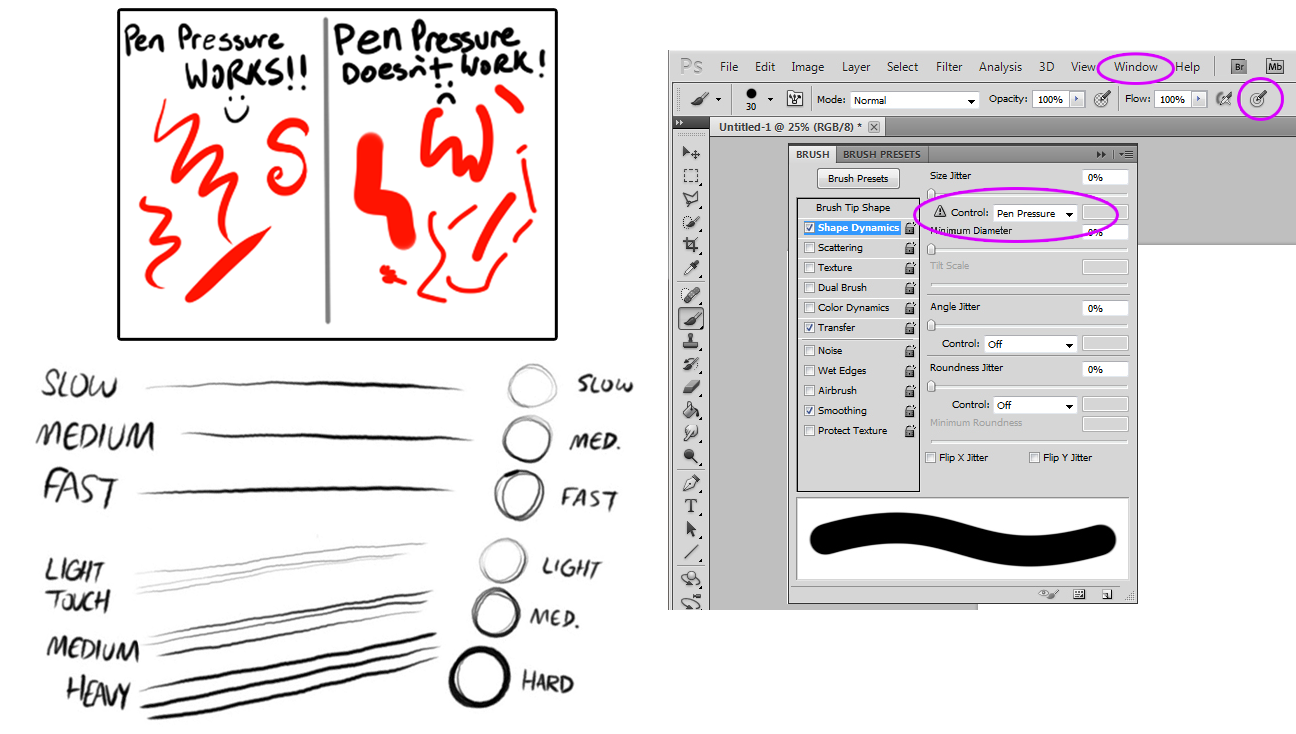 Pen Pressure
WORKS!!
Pen Pressure
Doesn't WORK!
SLOW
SLOW
MEDIUM
MED.
FAST
FAST
LIGHT
TOUCH
LIGHT
MEDIUM
MED.
HEAVY
HARD
Ps File Edit Image Layer Select Filter Analysis 3D View Window Help Br Mb
30 Mode: Normal Opacity: 100% Flow: 100%
Untitled-1 @ 25% (RGB/8) *
BRUSH BRUSH PRESETS
Brush Presets
Brush Tip Shape
Shape Dynamics
Scattering
Texture
Dual Brush
Color Dynamics
Transfer
Noise
Wet Edges
Airbrush
Smoothing
Protect Texture
Size Jitter 0%
Control: Pen Pressure
Minimum Diameter 0%
Tilt Scale
Angle Jitter 0%
Control: Off
Roundness Jitter 0%
Control: Off
Minimum Roundness
Flip X Jitter Flip Y Jitter